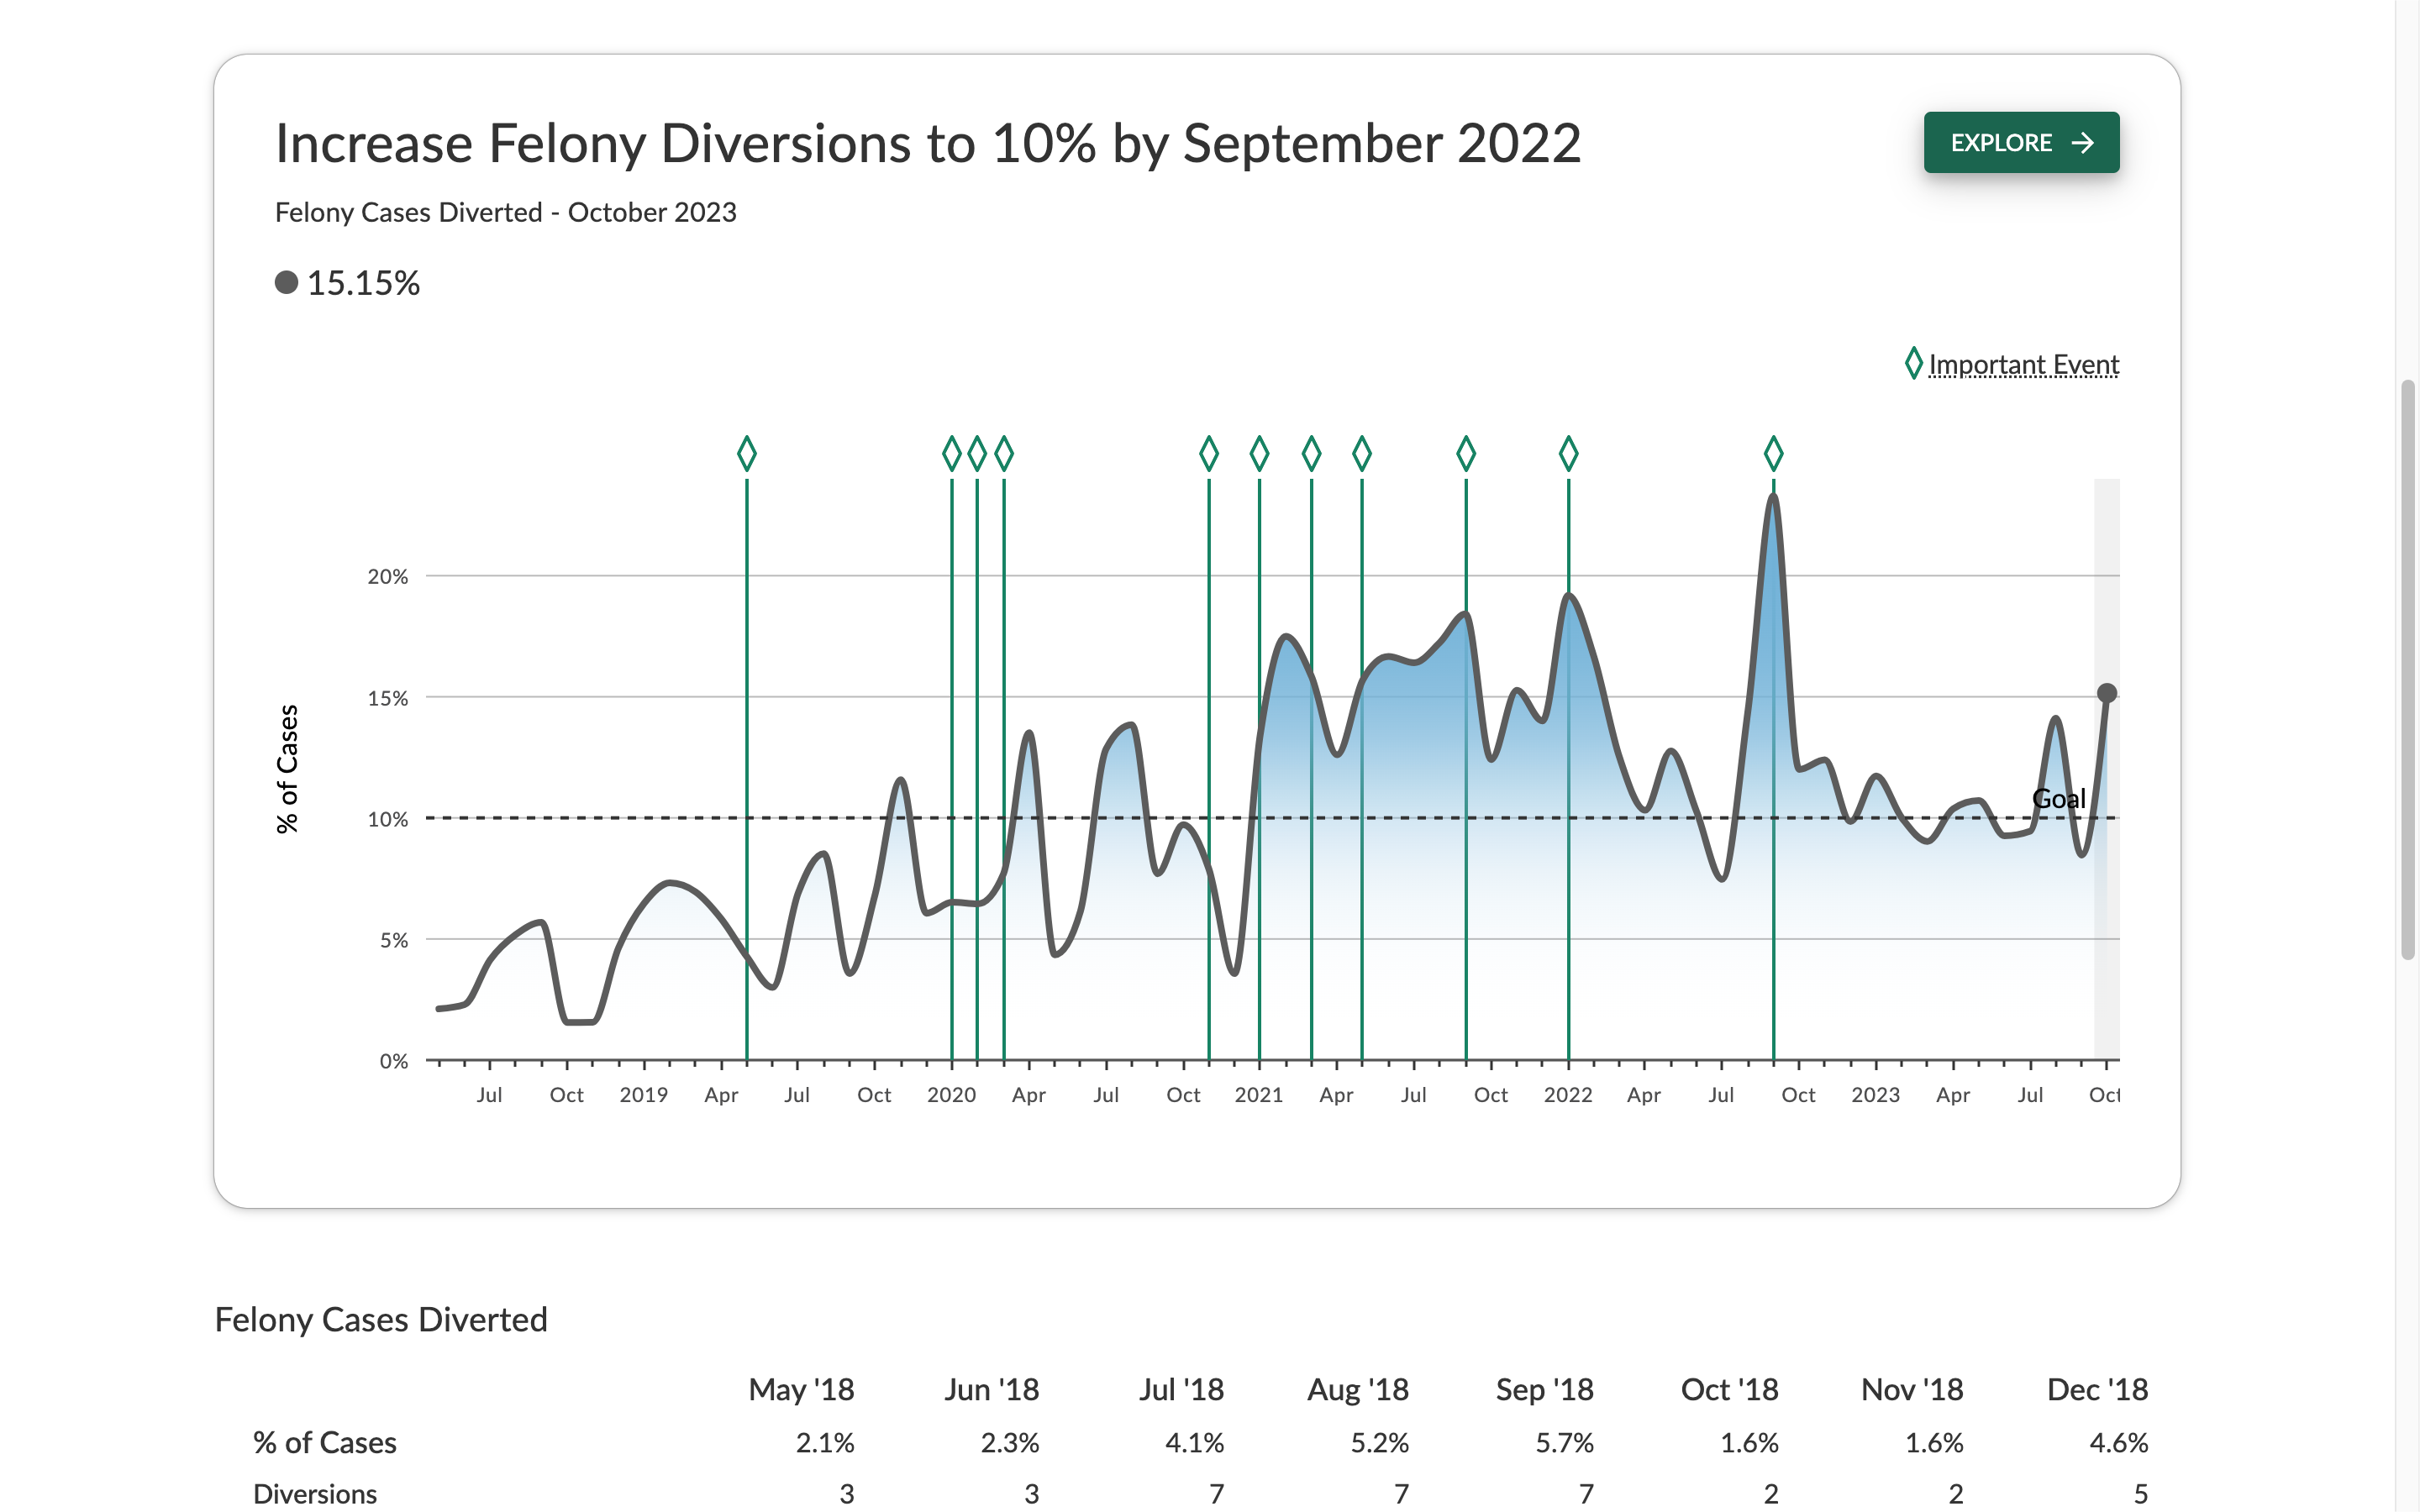 Increase Felony Diversions to 10% by September 2022
EXPLORE →
Felony Cases Diverted - October 2023
15.15%
Important Event
% of Cases
20%
15%
10%
5%
0%
Goal
Jul Oct 2019 Apr Jul Oct 2020 Apr Jul Oct 2021 Apr Jul Oct 2022 Apr Jul Oct 2023 Apr Jul Oct
Felony Cases Diverted
May '18 Jun '18 Jul '18 Aug '18 Sep '18 Oct '18 Nov '18 Dec '18
% of Cases 2.1% 2.3% 4.1% 5.2% 5.7% 1.6% 1.6% 4.6%
Diversions 3 3 7 7 7 2 2 5